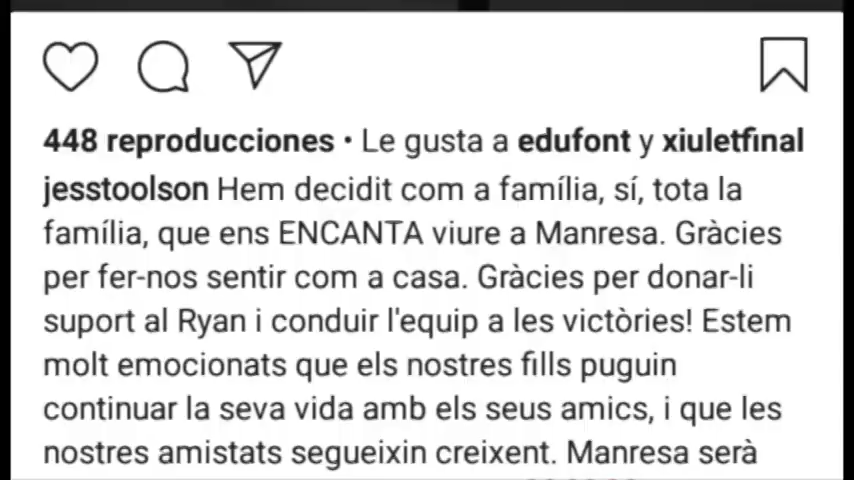 448 reproducciones • Le gusta a edufont y xiuletfinal
jesstoolson Hem decidit com a família, sí, tota la
família, que ens ENCANTA viure a Manresa. Gràcies
per fer-nos sentir com a casa. Gràcies per donar-li
suport al Ryan i conduir l'equip a les victòries! Estem
molt emocionats que els nostres fills puguin
continuar la seva vida amb els seus amics, i que les
nostres amistats segueixin creixent. Manresa serà